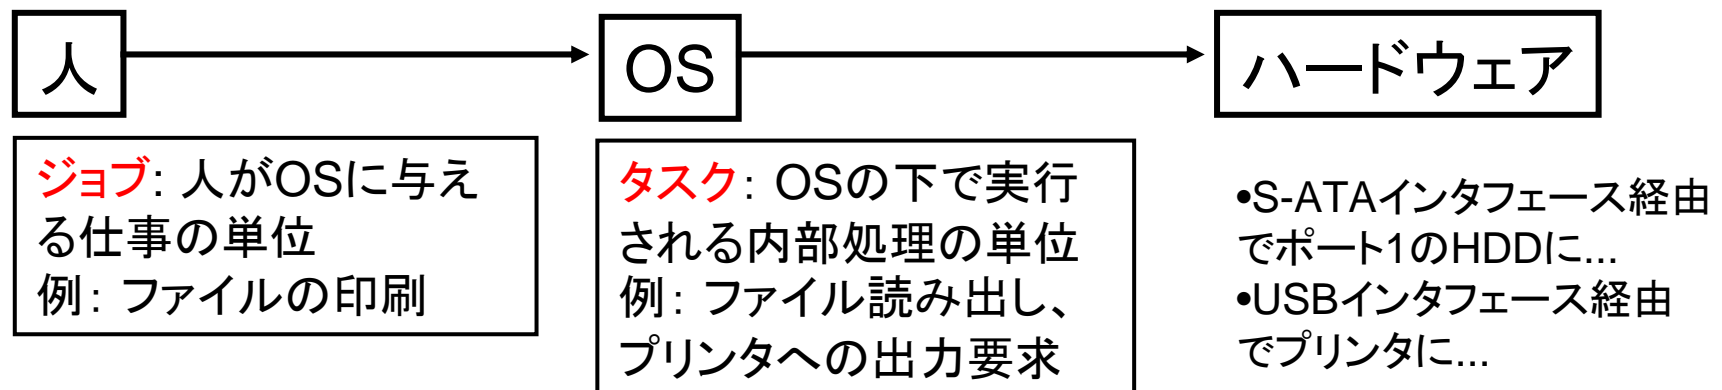 人
OS
ハードウェア
ジョブ: 人がOSに与え
る仕事の単位
例: ファイルの印刷
タスク: OSの下で実行
される内部処理の単位
例: ファイル読み出し、
プリンタへの出力要求
•S-ATAインタフェース経由
でポート1のHDDに...
•USBインタフェース経由
でプリンタに...